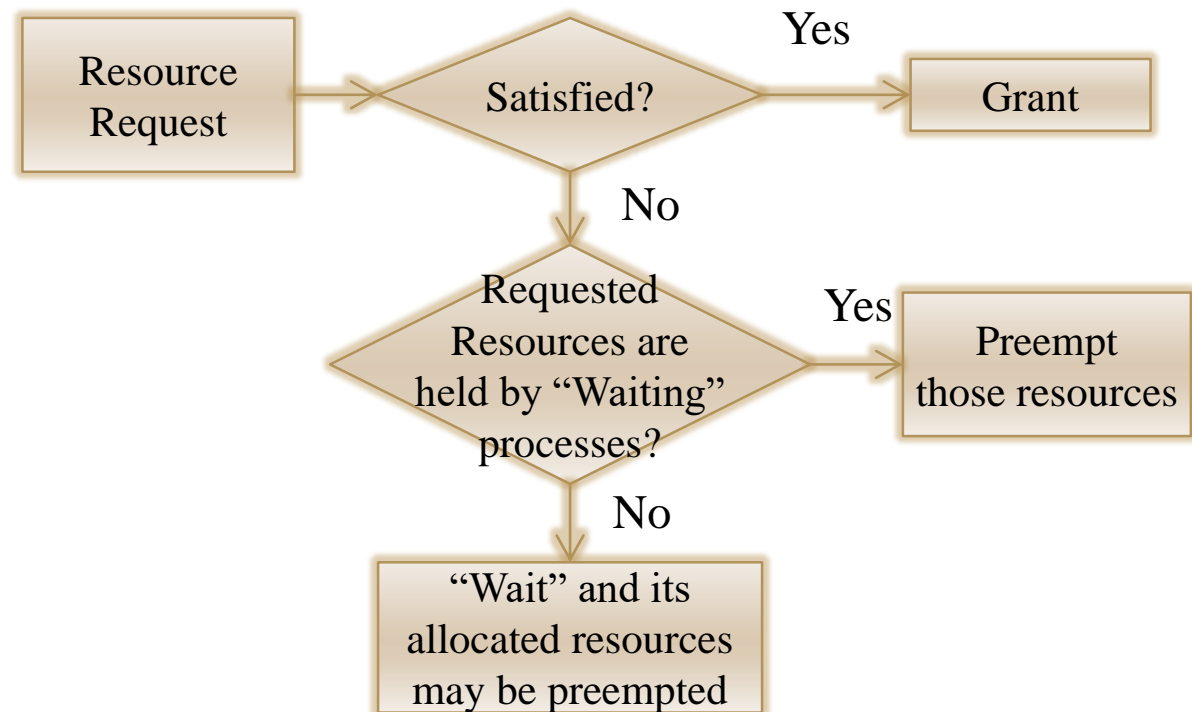 Resource
Request
Satisfied?
Yes
Grant
No
Requested
Resources are
held by “Waiting”
processes?
Yes
Preempt
those resources
No
“Wait” and its
allocated resources
may be preempted